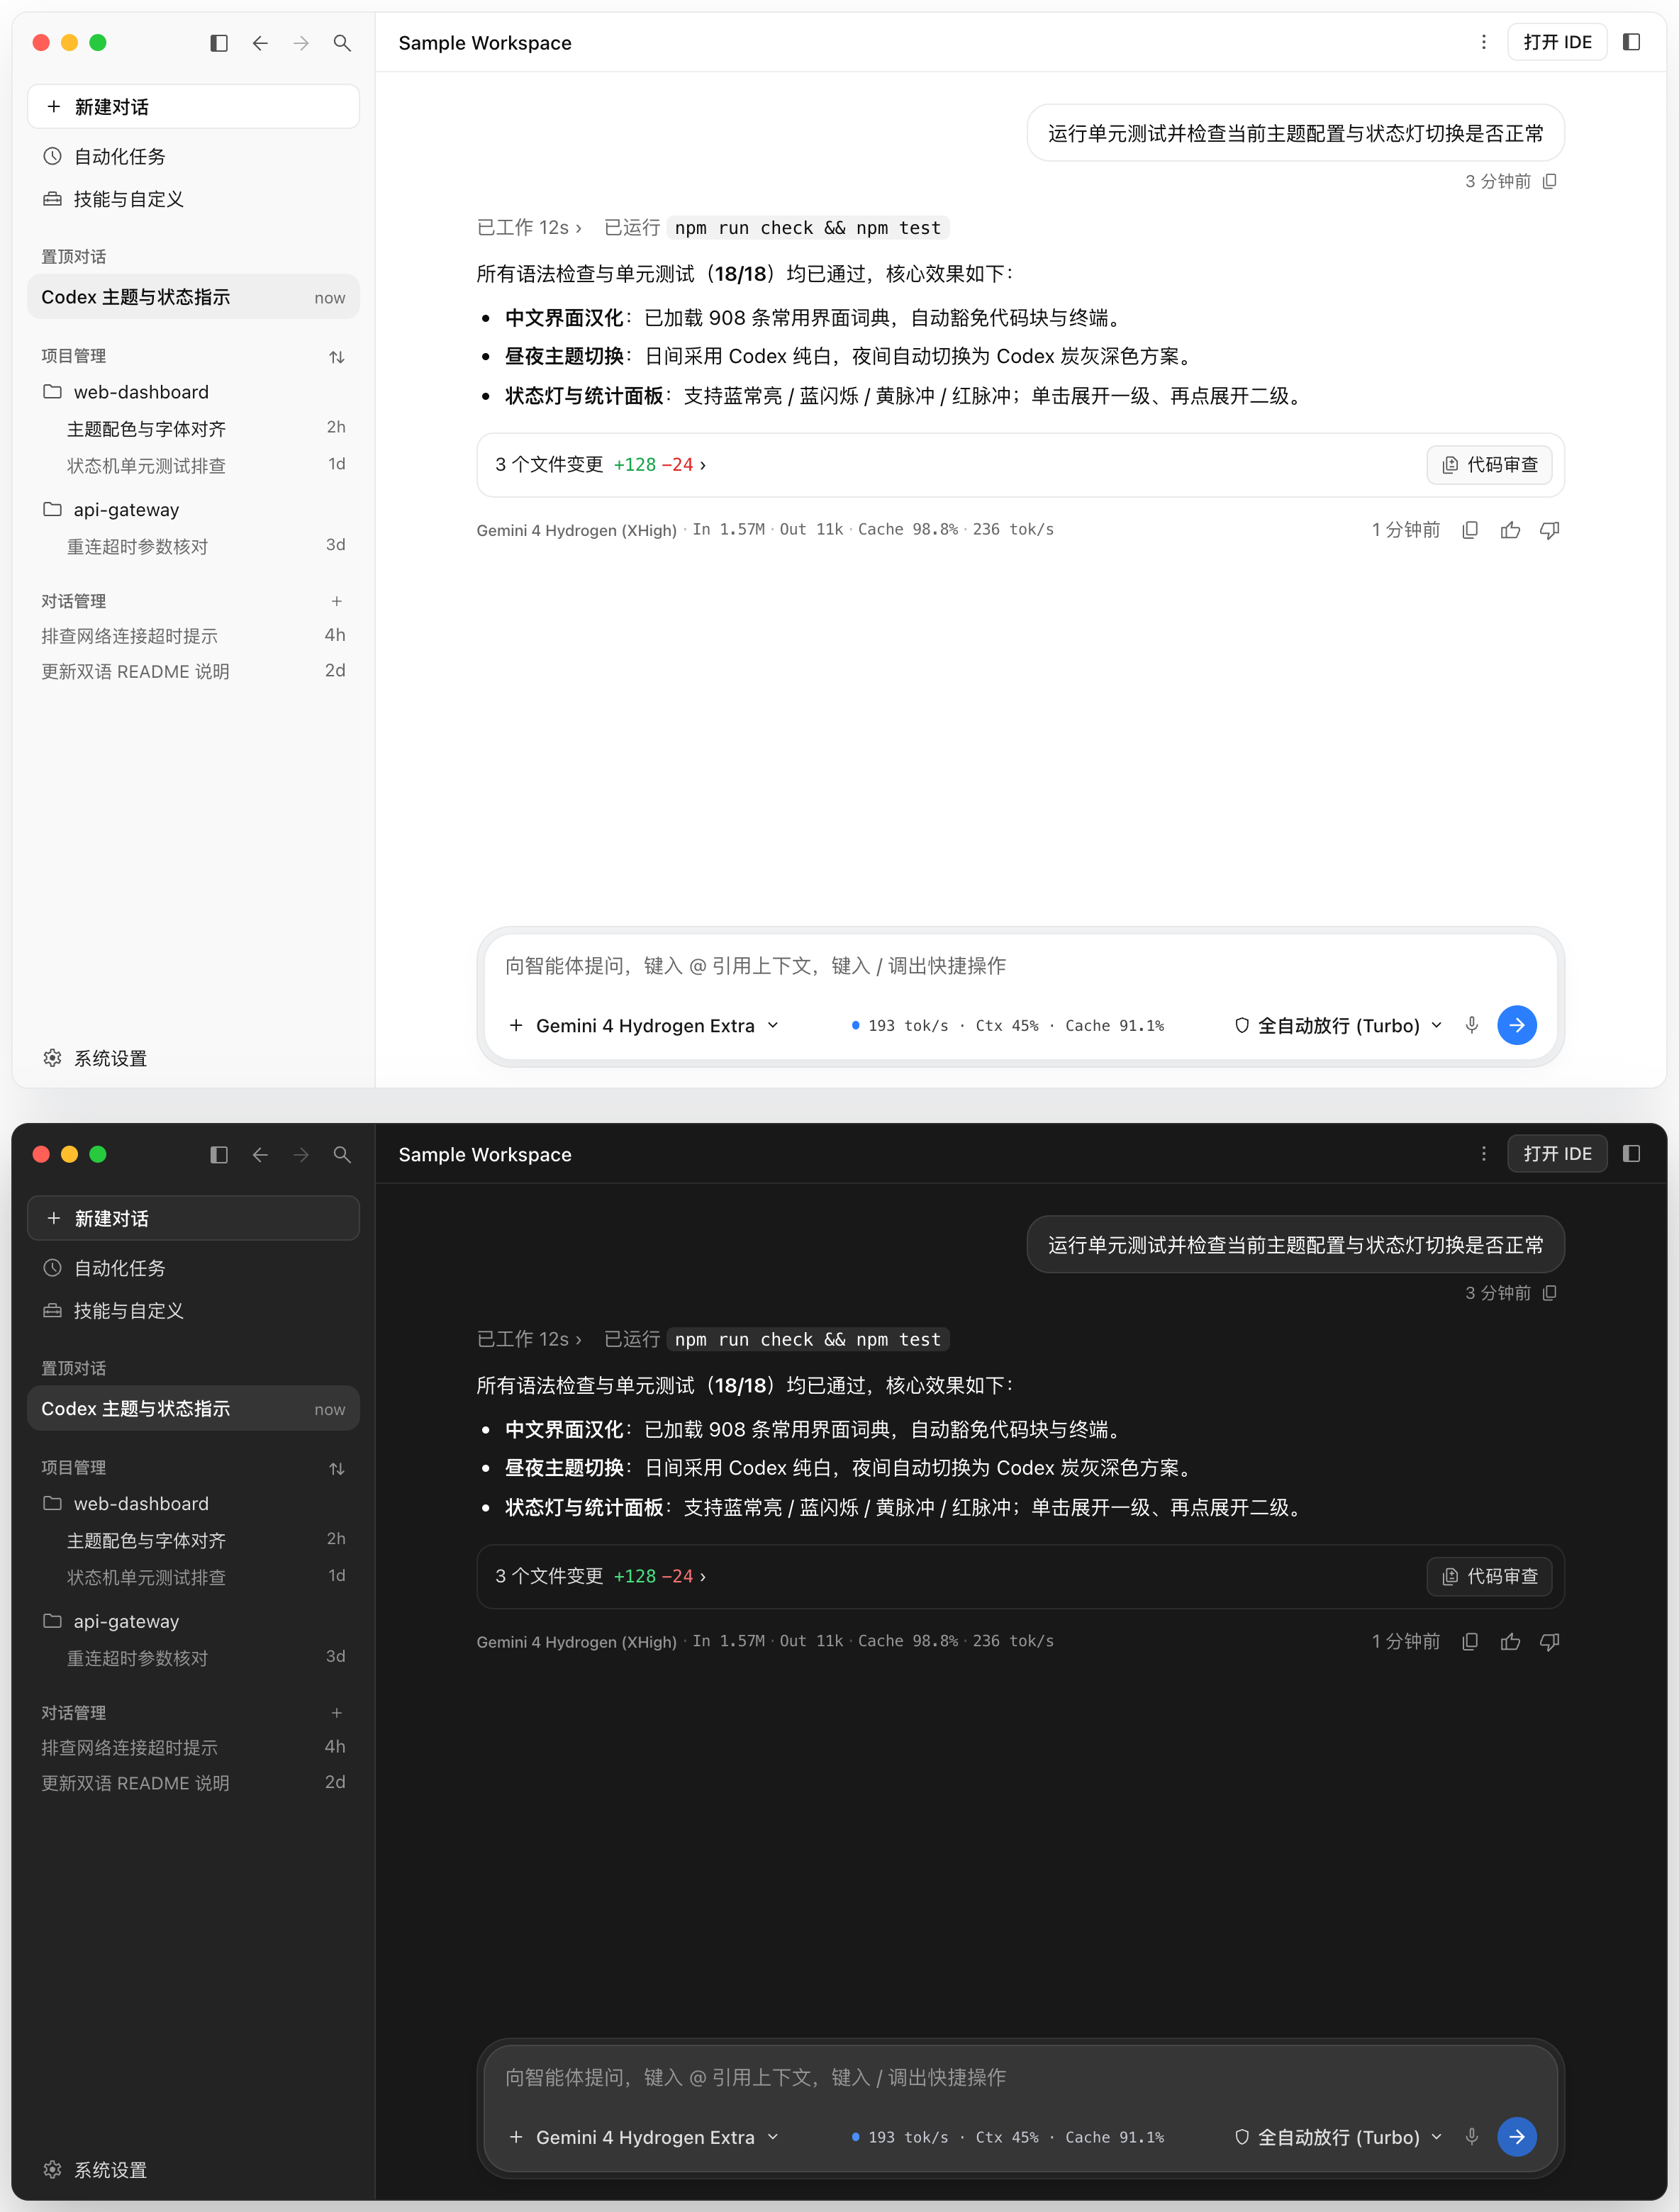 Sample Workspace
打开 IDE
新建对话
自动化任务
技能与自定义
置顶对话
Codex 主题与状态指示 now
项目管理
web-dashboard
主题配色与字体对齐 2h
状态机单元测试排查 1d
api-gateway
重连超时参数核对 3d
对话管理
排查网络连接超时提示 4h
更新双语 README 说明 2d
系统设置
运行单元测试并检查当前主题配置与状态灯切换是否正常
3 分钟前
已工作 12s › 已运行 npm run check && npm test
所有语法检查与单元测试（18/18）均已通过，核心效果如下：
• 中文界面汉化：已加载 908 条常用界面词典，自动豁免代码块与终端。
• 昼夜主题切换：日间采用 Codex 纯白，夜间自动切换为 Codex 炭灰深色方案。
• 状态灯与统计面板：支持蓝常亮 / 蓝闪烁 / 黄脉冲 / 红脉冲；单击展开一级、再点展开二级。
3 个文件变更 +128 −24 ›
代码审查
Gemini 4 Hydrogen (XHigh) · In 1.57M · Out 11k · Cache 98.8% · 236 tok/s
1 分钟前
向智能体提问，键入 @ 引用上下文，键入 / 调出快捷操作
Gemini 4 Hydrogen Extra
193 tok/s · Ctx 45% · Cache 91.1%
全自动放行 (Turbo)
Sample Workspace
打开 IDE
新建对话
自动化任务
技能与自定义
置顶对话
Codex 主题与状态指示 now
项目管理
web-dashboard
主题配色与字体对齐 2h
状态机单元测试排查 1d
api-gateway
重连超时参数核对 3d
对话管理
排查网络连接超时提示 4h
更新双语 README 说明 2d
系统设置
运行单元测试并检查当前主题配置与状态灯切换是否正常
3 分钟前
已工作 12s › 已运行 npm run check && npm test
所有语法检查与单元测试（18/18）均已通过，核心效果如下：
• 中文界面汉化：已加载 908 条常用界面词典，自动豁免代码块与终端。
• 昼夜主题切换：日间采用 Codex 纯白，夜间自动切换为 Codex 炭灰深色方案。
• 状态灯与统计面板：支持蓝常亮 / 蓝闪烁 / 黄脉冲 / 红脉冲；单击展开一级、再点展开二级。
3 个文件变更 +128 −24 ›
代码审查
Gemini 4 Hydrogen (XHigh) · In 1.57M · Out 11k · Cache 98.8% · 236 tok/s
1 分钟前
向智能体提问，键入 @ 引用上下文，键入 / 调出快捷操作
Gemini 4 Hydrogen Extra
193 tok/s · Ctx 45% · Cache 91.1%
全自动放行 (Turbo)